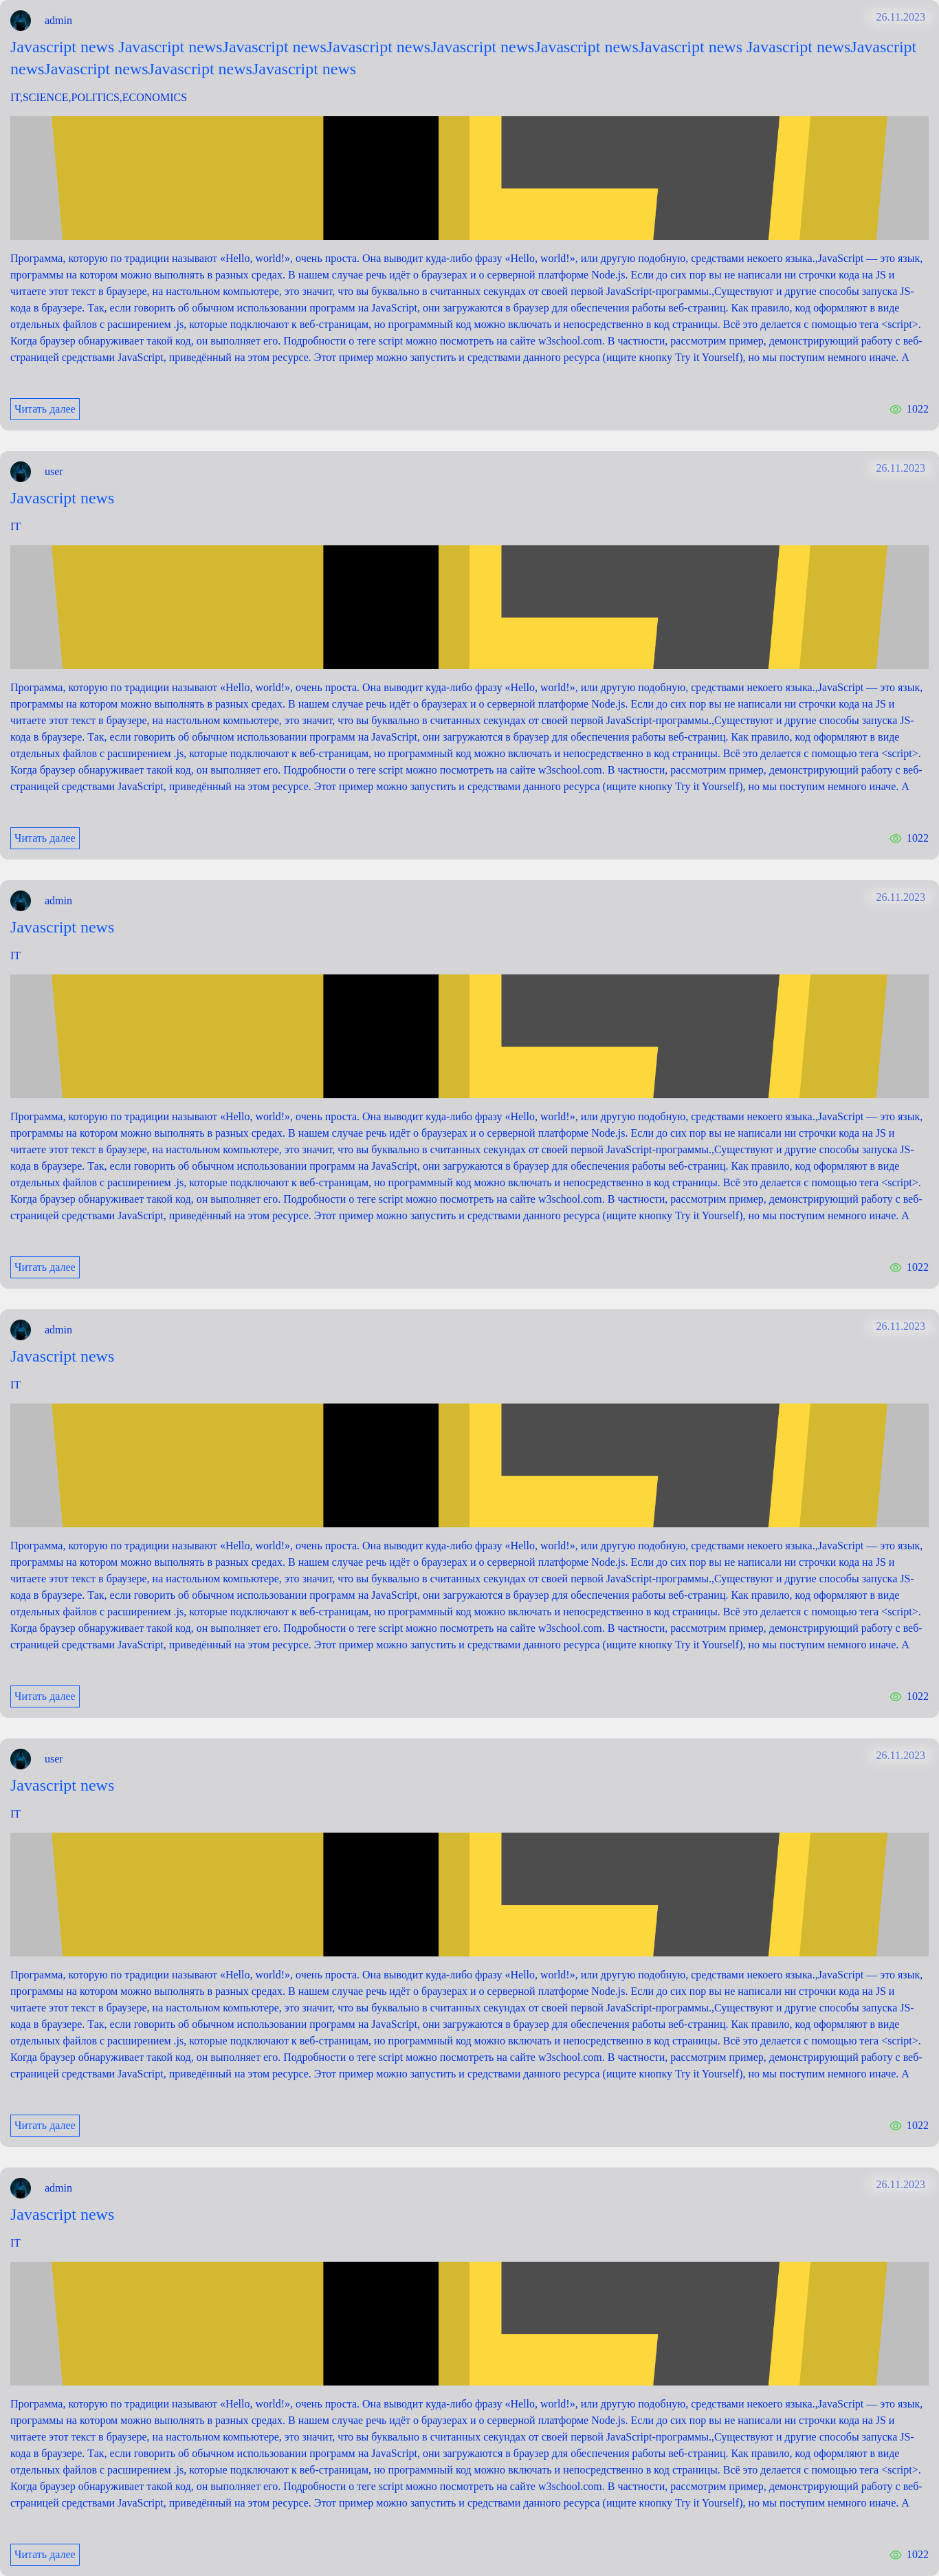 admin
26.11.2023
Javascript news Javascript newsJavascript newsJavascript newsJavascript newsJavascript newsJavascript news Javascript newsJavascript
newsJavascript newsJavascript newsJavascript news
IT,SCIENCE,POLITICS,ECONOMICS
Программа, которую по традиции называют «Hello, world!», очень проста. Она выводит куда-либо фразу «Hello, world!», или другую подобную, средствами некоего языка.,JavaScript — это язык,
программы на котором можно выполнять в разных средах. В нашем случае речь идёт о браузерах и о серверной платформе Node.js. Если до сих пор вы не написали ни строчки кода на JS и
читаете этот текст в браузере, на настольном компьютере, это значит, что вы буквально в считанных секундах от своей первой JavaScript-программы.,Существуют и другие способы запуска JS-
кода в браузере. Так, если говорить об обычном использовании программ на JavaScript, они загружаются в браузер для обеспечения работы веб-страниц. Как правило, код оформляют в виде
отдельных файлов с расширением .js, которые подключают к веб-страницам, но программный код можно включать и непосредственно в код страницы. Всё это делается с помощью тега <script>.
Когда браузер обнаруживает такой код, он выполняет его. Подробности о теге script можно посмотреть на сайте w3school.com. В частности, рассмотрим пример, демонстрирующий работу с веб-
страницей средствами JavaScript, приведённый на этом ресурсе. Этот пример можно запустить и средствами данного ресурса (ищите кнопку Try it Yourself), но мы поступим немного иначе. А
Читать далее
1022
user
26.11.2023
Javascript news
IT
Программа, которую по традиции называют «Hello, world!», очень проста. Она выводит куда-либо фразу «Hello, world!», или другую подобную, средствами некоего языка.,JavaScript — это язык,
программы на котором можно выполнять в разных средах. В нашем случае речь идёт о браузерах и о серверной платформе Node.js. Если до сих пор вы не написали ни строчки кода на JS и
читаете этот текст в браузере, на настольном компьютере, это значит, что вы буквально в считанных секундах от своей первой JavaScript-программы.,Существуют и другие способы запуска JS-
кода в браузере. Так, если говорить об обычном использовании программ на JavaScript, они загружаются в браузер для обеспечения работы веб-страниц. Как правило, код оформляют в виде
отдельных файлов с расширением .js, которые подключают к веб-страницам, но программный код можно включать и непосредственно в код страницы. Всё это делается с помощью тега <script>.
Когда браузер обнаруживает такой код, он выполняет его. Подробности о теге script можно посмотреть на сайте w3school.com. В частности, рассмотрим пример, демонстрирующий работу с веб-
страницей средствами JavaScript, приведённый на этом ресурсе. Этот пример можно запустить и средствами данного ресурса (ищите кнопку Try it Yourself), но мы поступим немного иначе. А
Читать далее
1022
admin
26.11.2023
Javascript news
IT
Программа, которую по традиции называют «Hello, world!», очень проста. Она выводит куда-либо фразу «Hello, world!», или другую подобную, средствами некоего языка.,JavaScript — это язык,
программы на котором можно выполнять в разных средах. В нашем случае речь идёт о браузерах и о серверной платформе Node.js. Если до сих пор вы не написали ни строчки кода на JS и
читаете этот текст в браузере, на настольном компьютере, это значит, что вы буквально в считанных секундах от своей первой JavaScript-программы.,Существуют и другие способы запуска JS-
кода в браузере. Так, если говорить об обычном использовании программ на JavaScript, они загружаются в браузер для обеспечения работы веб-страниц. Как правило, код оформляют в виде
отдельных файлов с расширением .js, которые подключают к веб-страницам, но программный код можно включать и непосредственно в код страницы. Всё это делается с помощью тега <script>.
Когда браузер обнаруживает такой код, он выполняет его. Подробности о теге script можно посмотреть на сайте w3school.com. В частности, рассмотрим пример, демонстрирующий работу с веб-
страницей средствами JavaScript, приведённый на этом ресурсе. Этот пример можно запустить и средствами данного ресурса (ищите кнопку Try it Yourself), но мы поступим немного иначе. А
Читать далее
1022
admin
26.11.2023
Javascript news
IT
Программа, которую по традиции называют «Hello, world!», очень проста. Она выводит куда-либо фразу «Hello, world!», или другую подобную, средствами некоего языка.,JavaScript — это язык,
программы на котором можно выполнять в разных средах. В нашем случае речь идёт о браузерах и о серверной платформе Node.js. Если до сих пор вы не написали ни строчки кода на JS и
читаете этот текст в браузере, на настольном компьютере, это значит, что вы буквально в считанных секундах от своей первой JavaScript-программы.,Существуют и другие способы запуска JS-
кода в браузере. Так, если говорить об обычном использовании программ на JavaScript, они загружаются в браузер для обеспечения работы веб-страниц. Как правило, код оформляют в виде
отдельных файлов с расширением .js, которые подключают к веб-страницам, но программный код можно включать и непосредственно в код страницы. Всё это делается с помощью тега <script>.
Когда браузер обнаруживает такой код, он выполняет его. Подробности о теге script можно посмотреть на сайте w3school.com. В частности, рассмотрим пример, демонстрирующий работу с веб-
страницей средствами JavaScript, приведённый на этом ресурсе. Этот пример можно запустить и средствами данного ресурса (ищите кнопку Try it Yourself), но мы поступим немного иначе. А
Читать далее
1022
user
26.11.2023
Javascript news
IT
Программа, которую по традиции называют «Hello, world!», очень проста. Она выводит куда-либо фразу «Hello, world!», или другую подобную, средствами некоего языка.,JavaScript — это язык,
программы на котором можно выполнять в разных средах. В нашем случае речь идёт о браузерах и о серверной платформе Node.js. Если до сих пор вы не написали ни строчки кода на JS и
читаете этот текст в браузере, на настольном компьютере, это значит, что вы буквально в считанных секундах от своей первой JavaScript-программы.,Существуют и другие способы запуска JS-
кода в браузере. Так, если говорить об обычном использовании программ на JavaScript, они загружаются в браузер для обеспечения работы веб-страниц. Как правило, код оформляют в виде
отдельных файлов с расширением .js, которые подключают к веб-страницам, но программный код можно включать и непосредственно в код страницы. Всё это делается с помощью тега <script>.
Когда браузер обнаруживает такой код, он выполняет его. Подробности о теге script можно посмотреть на сайте w3school.com. В частности, рассмотрим пример, демонстрирующий работу с веб-
страницей средствами JavaScript, приведённый на этом ресурсе. Этот пример можно запустить и средствами данного ресурса (ищите кнопку Try it Yourself), но мы поступим немного иначе. А
Читать далее
1022
admin
26.11.2023
Javascript news
IT
Программа, которую по традиции называют «Hello, world!», очень проста. Она выводит куда-либо фразу «Hello, world!», или другую подобную, средствами некоего языка.,JavaScript — это язык,
программы на котором можно выполнять в разных средах. В нашем случае речь идёт о браузерах и о серверной платформе Node.js. Если до сих пор вы не написали ни строчки кода на JS и
читаете этот текст в браузере, на настольном компьютере, это значит, что вы буквально в считанных секундах от своей первой JavaScript-программы.,Существуют и другие способы запуска JS-
кода в браузере. Так, если говорить об обычном использовании программ на JavaScript, они загружаются в браузер для обеспечения работы веб-страниц. Как правило, код оформляют в виде
отдельных файлов с расширением .js, которые подключают к веб-страницам, но программный код можно включать и непосредственно в код страницы. Всё это делается с помощью тега <script>.
Когда браузер обнаруживает такой код, он выполняет его. Подробности о теге script можно посмотреть на сайте w3school.com. В частности, рассмотрим пример, демонстрирующий работу с веб-
страницей средствами JavaScript, приведённый на этом ресурсе. Этот пример можно запустить и средствами данного ресурса (ищите кнопку Try it Yourself), но мы поступим немного иначе. А
Читать далее
1022